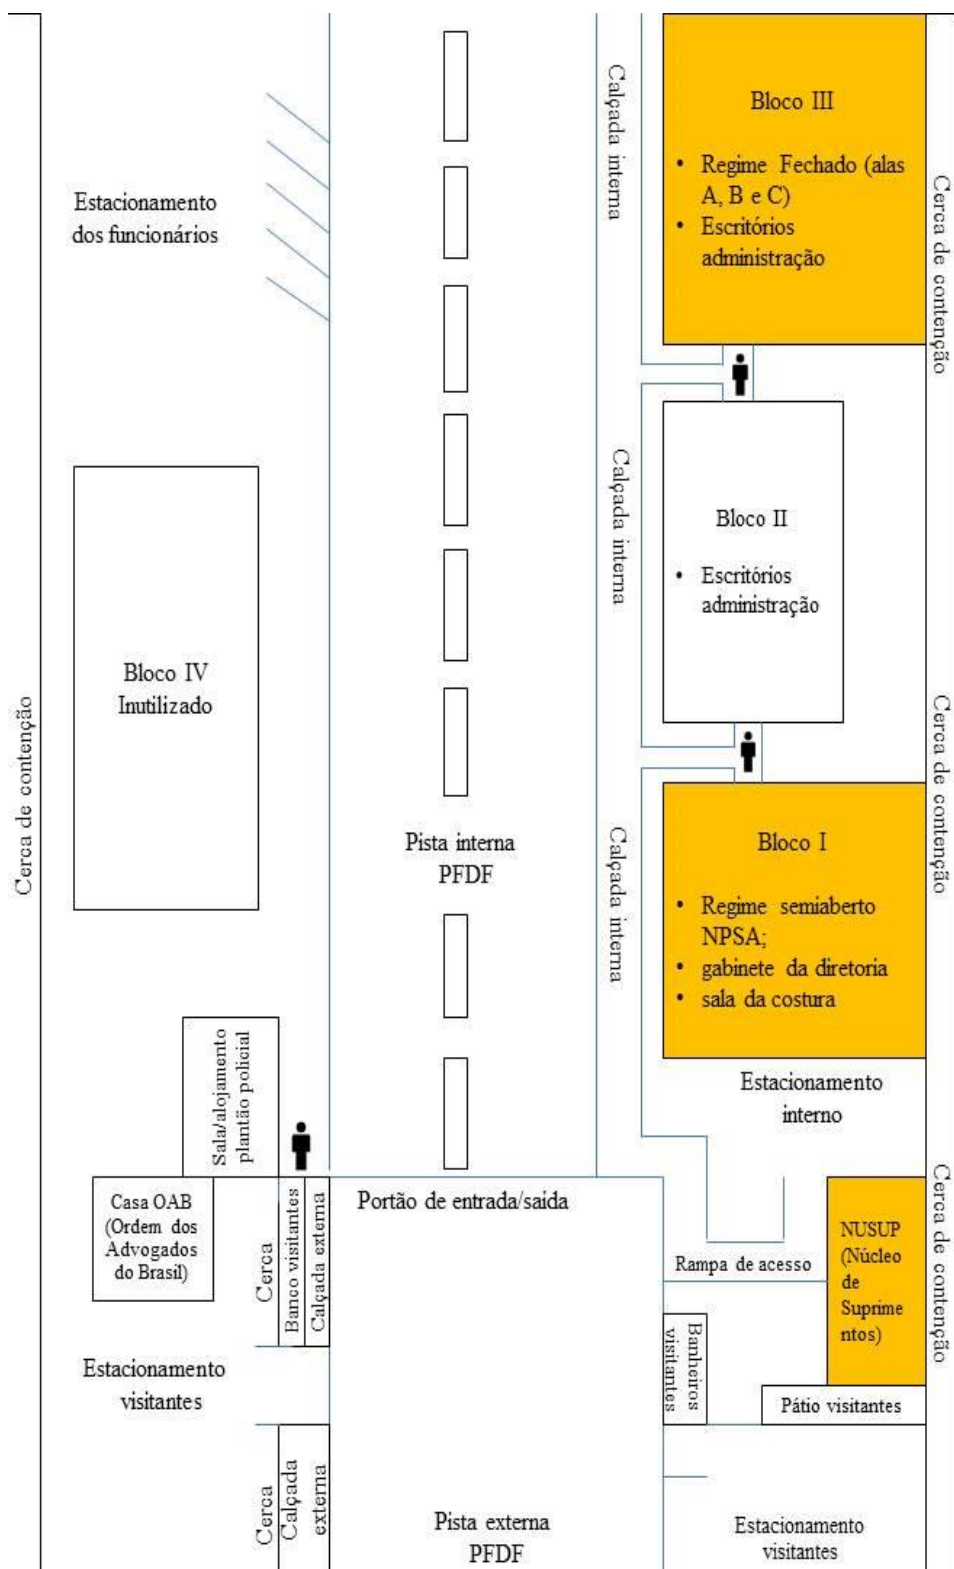 Calçada interna
Bloco III
• Regime Fechado (alas
A, B e C)
• Escritórios
administração
Cerca de contenção
Estacionamento
dos funcionários
Calçada interna
Bloco II
• Escritórios
administração
Bloco IV
Inutilizado
Cerca de contenção
Cerca de contenção
Pista interna
PFDF
Calçada interna
Bloco I
• Regime semiaberto
NPSA;
• gabinete da diretoria
• sala da costura
Estacionamento
interno
Sala/alojamento
plantão policial
Casa OAB
(Ordem dos
Advogados
do Brasil)
Cerca
Banco visitantes
Calçada externa
Portão de entrada/saída
Rampa de acesso
NUSUP
(Núcleo
de
Suprime
ntos)
Cerca de contenção
Banheiros
visitantes
Pátio visitantes
Estacionamento
visitantes
Cerca
Calçada
externa
Pista externa
PFDF
Estacionamento
visitantes